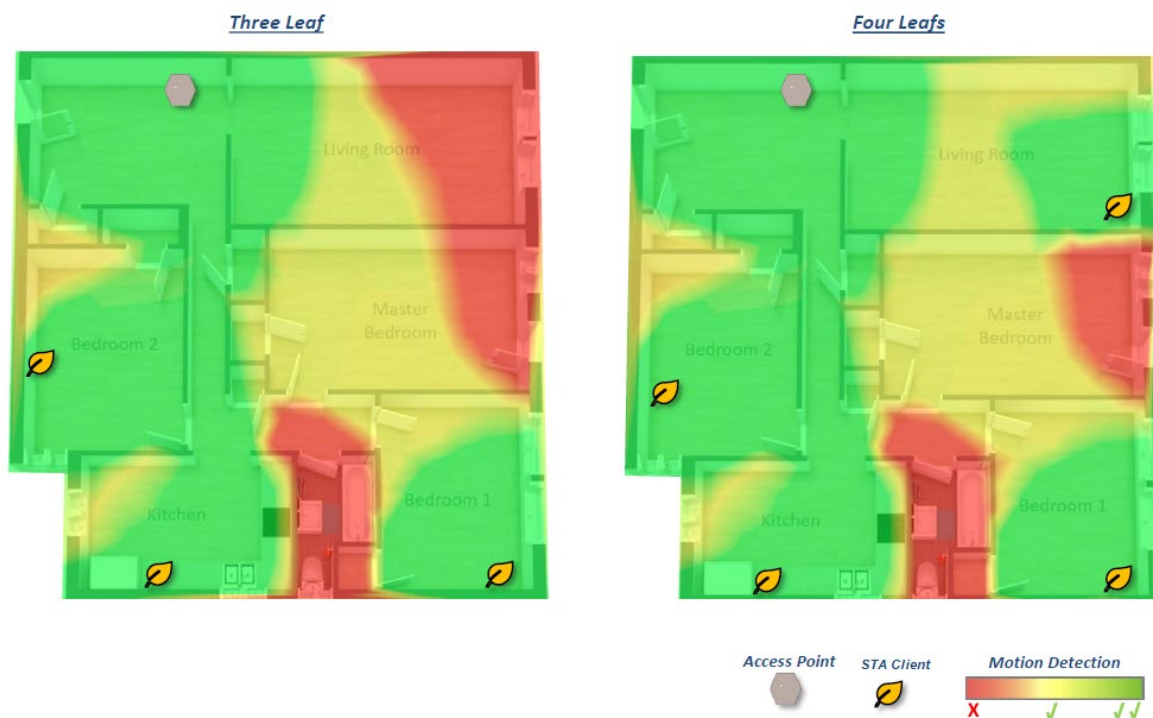 Three Leaf
Four Leafs
Living Room
Master
Bedroom
Bedroom 2
Bedroom 1
Kitchen
Living Room
Master
Bedroom
Bedroom 2
Bedroom 1
Kitchen
Access Point
STA Client
Motion Detection
X ✓ ✓✓